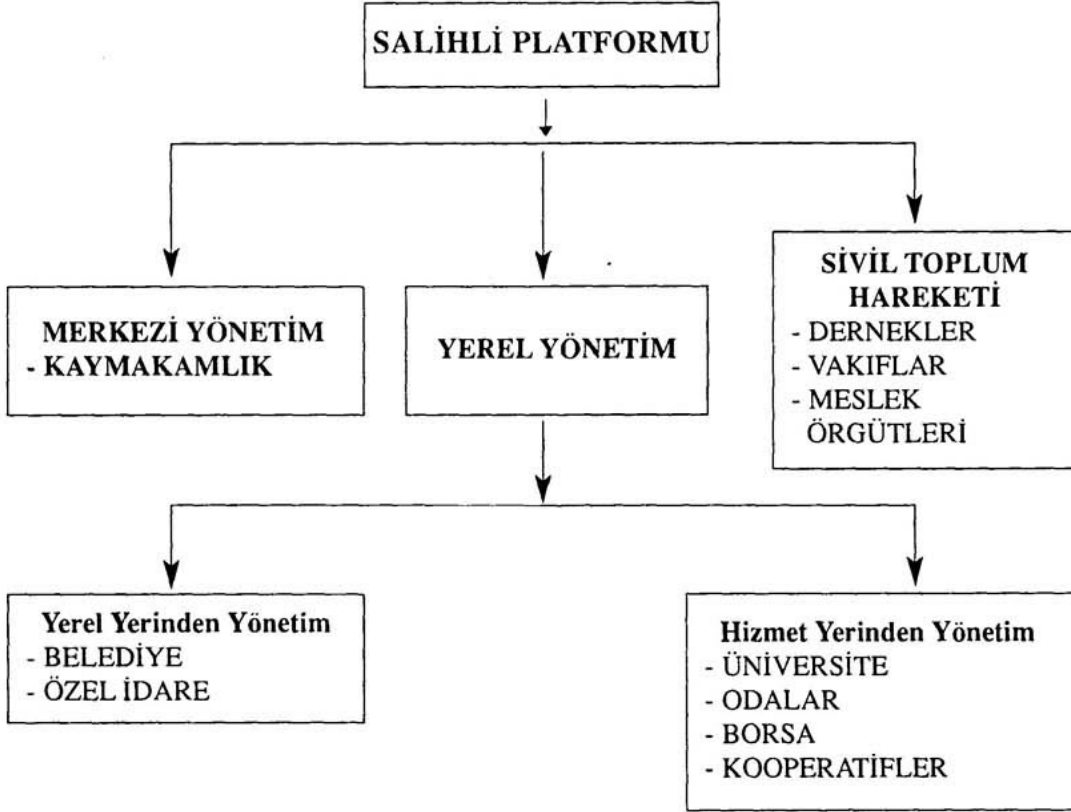 SALİHLİ PLATFORMU
MERKEZİ YÖNETİM
- KAYMAKAMLIK
YEREL YÖNETİM
SİVİL TOPLUM
HAREKETİ
- DERNEKLER
- VAKIFLAR
- MESLEK
ÖRGÜTLERİ
Yerel Yerinden Yönetim
- BELEDİYE
- ÖZEL İDARE
Hizmet Yerinden Yönetim
- ÜNİVERSİTE
- ODALAR
- BORSA
- KOOPERATİFLER